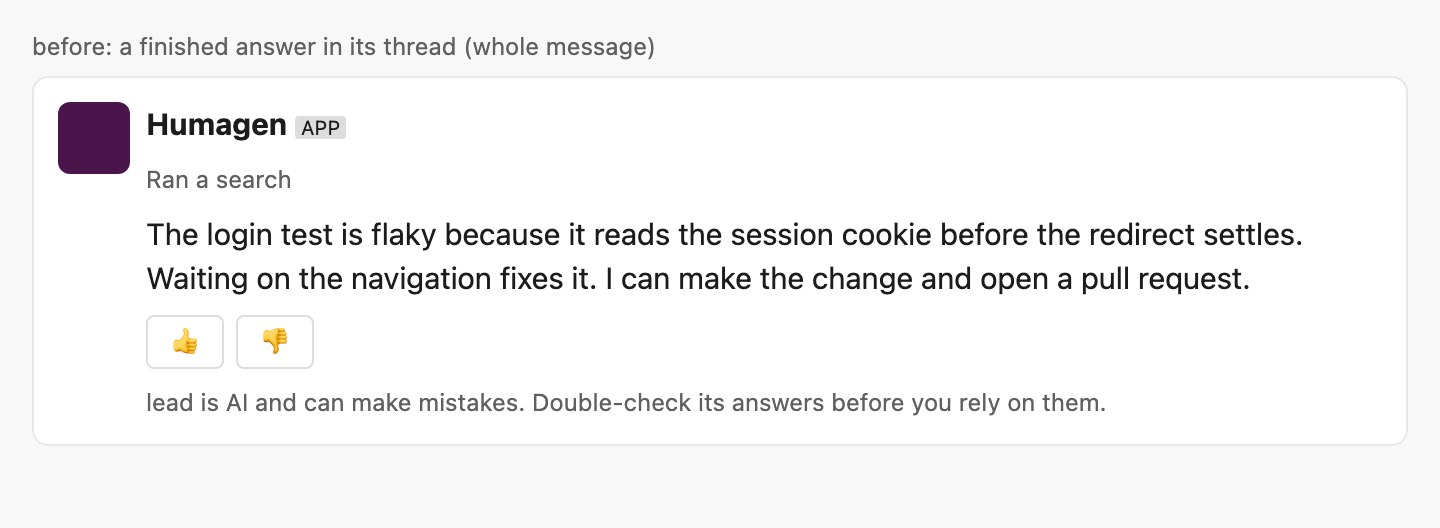 before: a finished answer in its thread (whole message)
Humagen APP
Ran a search
The login test is flaky because it reads the session cookie before the redirect settles.
Waiting on the navigation fixes it. I can make the change and open a pull request.
👍 👎
lead is AI and can make mistakes. Double-check its answers before you rely on them.